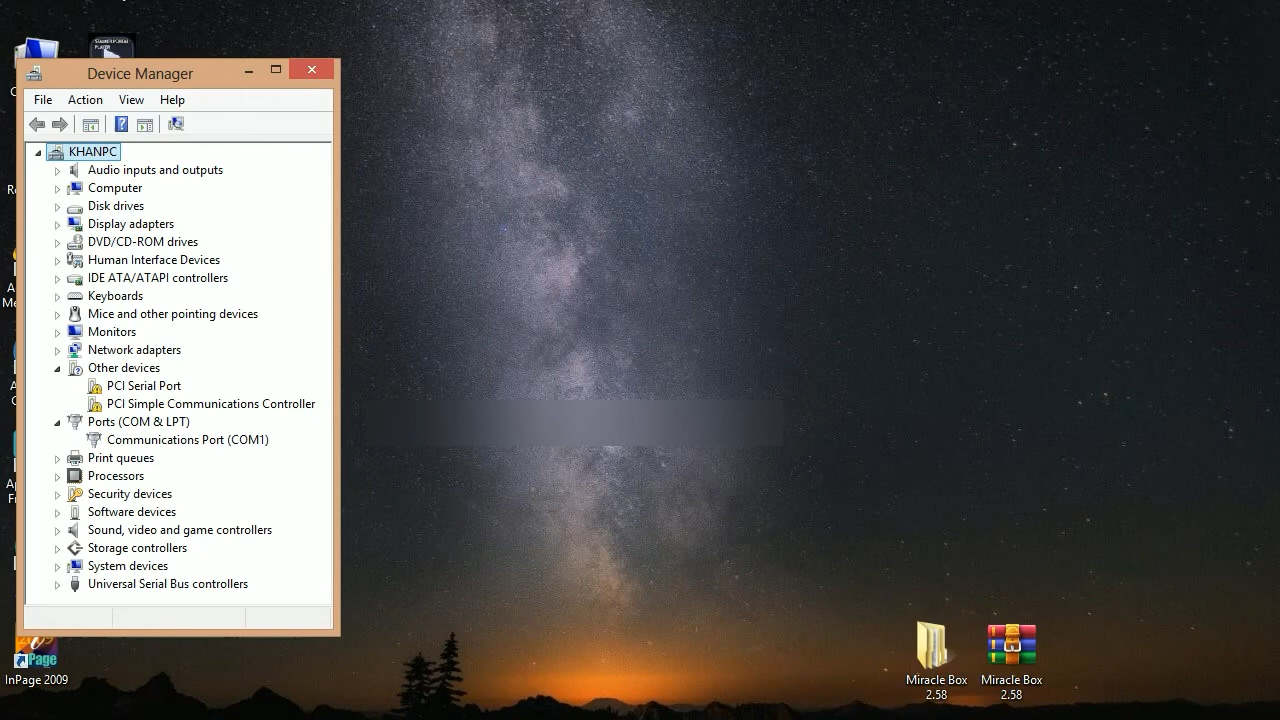 Device Manager
File Action View Help
KHANPC
Audio inputs and outputs
Computer
Disk drives
Display adapters
DVD/CD-ROM drives
Human Interface Devices
IDE ATA/ATAPI controllers
Keyboards
Mice and other pointing devices
Monitors
Network adapters
Other devices
PCI Serial Port
PCI Simple Communications Controller
Ports (COM & LPT)
Communications Port (COM1)
Print queues
Processors
Security devices
Software devices
Sound, video and game controllers
Storage controllers
System devices
Universal Serial Bus controllers
Page
InPage 2009
Miracle Box
2.58
Miracle Box
2.58